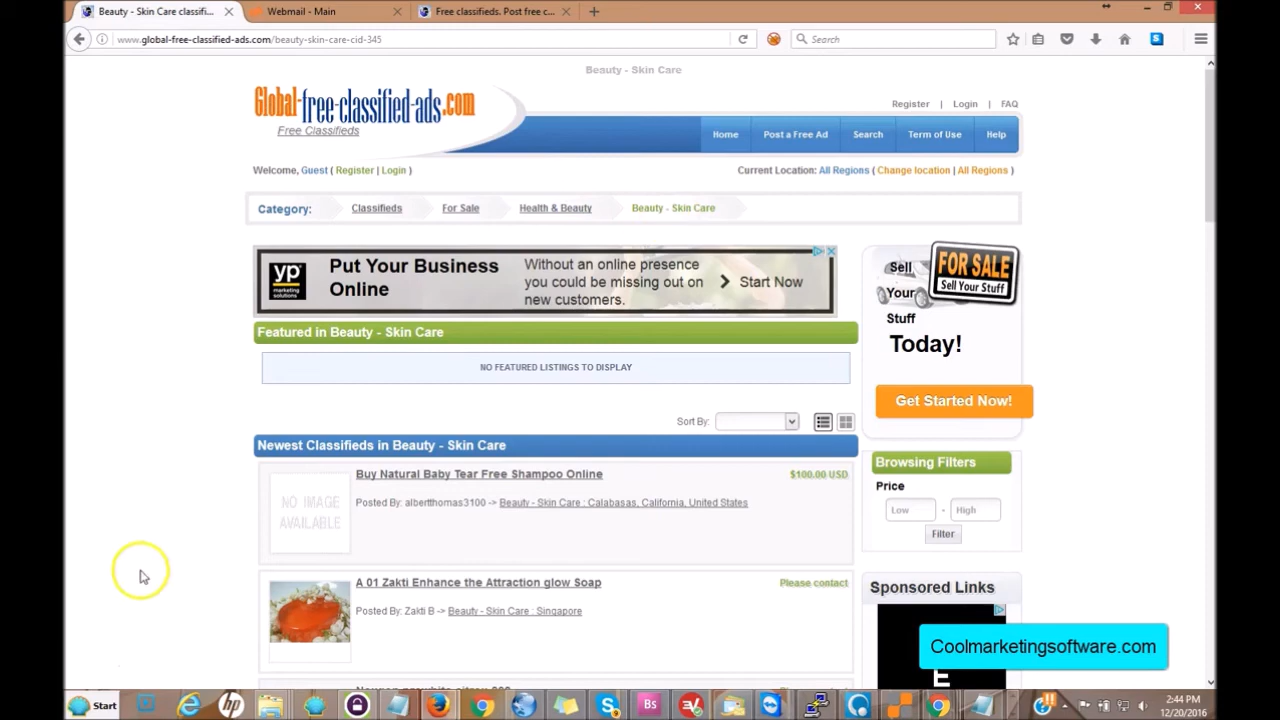 Beauty - Skin Care classifi...
Webmail - Main
Free classifieds. Post free c...
www.global-free-classified-ads.com/beauty-skin-care-cid-345
Search
Beauty - Skin Care
Global-free-classified-ads.com
Free Classifieds
Register | Login | FAQ
Home
Post a Free Ad
Search
Term of Use
Help
Welcome, Guest ( Register | Login )
Current Location: All Regions ( Change location | All Regions )
Category:
Classifieds
For Sale
Health & Beauty
Beauty - Skin Care
yp
marketing
solutions
Put Your Business
Online
Without an online presence
you could be missing out on
new customers.
Start Now
Sell
Your
Stuff
Today!
FOR SALE
Sell Your Stuff
Get Started Now!
Featured in Beauty - Skin Care
NO FEATURED LISTINGS TO DISPLAY
Sort By:
Newest Classifieds in Beauty - Skin Care
NO IMAGE
AVAILABLE
Buy Natural Baby Tear Free Shampoo Online
$100.00 USD
Posted By: albertthomas3100 -> Beauty - Skin Care : Calabasas, California, United States
A 01 Zakti Enhance the Attraction glow Soap
Please contact
Posted By: Zakti B -> Beauty - Skin Care : Singapore
Browsing Filters
Price
Low - High
Filter
Sponsored Links
E
Coolmarketingsoftware.com
Start
hp
Bs
2:44 PM
12/20/2016